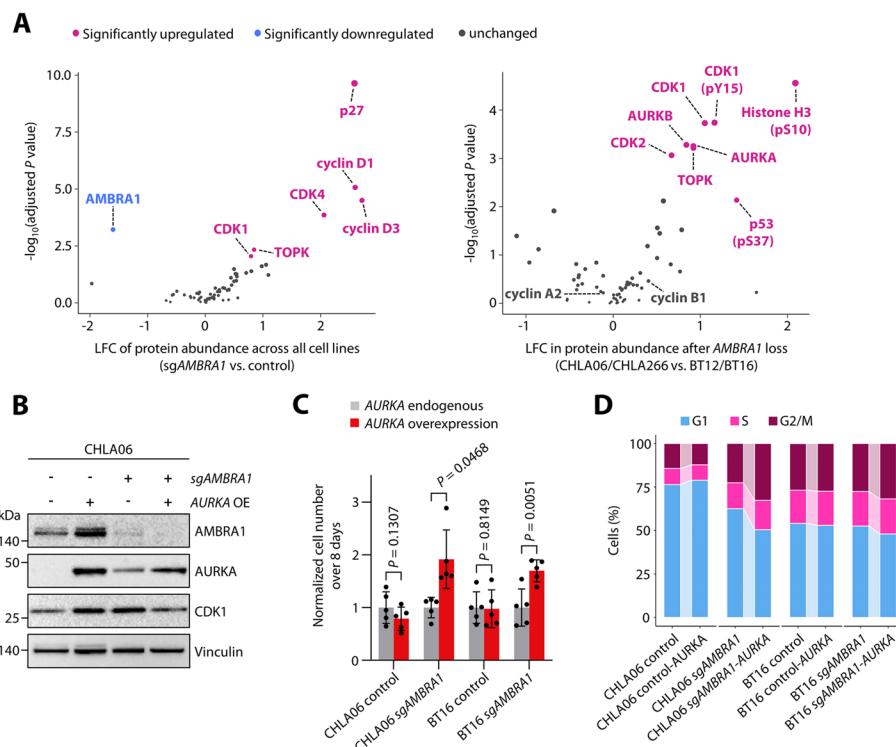 A
Significantly upregulated
Significantly downregulated
unchanged
10.0
7.5
5.0
2.5
0.0
-log10(adjusted P value)
p27
cyclin D1
AMBRA1
CDK4
cyclin D3
CDK1
TOPK
-2
-1
0
1
2
LFC of protein abundance across all cell lines
(sgAMBRA1 vs. control)
4
3
2
1
0
-log10(adjusted P value)
CDK1
CDK1
(pY15)
Histone H3
(pS10)
AURKB
CDK2
AURKA
TOPK
p53
(pS37)
cyclin A2
cyclin B1
-1
0
1
2
LFC in protein abundance after AMBRA1 loss
(CHLA06/CHLA266 vs. BT12/BT16)
B
CHLA06
- - + + sgAMBRA1
- + - + AURKA OE
kDa
140
AMBRA1
50
AURKA
25
CDK1
140
Vinculin
C
AURKA endogenous
AURKA overexpression
Normalized cell number
over 8 days
3
2
1
0
P = 0.1307
P = 0.0468
P = 0.8149
P = 0.0051
CHLA06 control
CHLA06 sgAMBRA1
BT16 control
BT16 sgAMBRA1
D
G1
S
G2/M
Cells (%)
100
75
50
25
0
CHLA06 control
CHLA06 control-AURKA
CHLA06 sgAMBRA1
CHLA06 sgAMBRA1-AURKA
BT16 control
BT16 control-AURKA
BT16 sgAMBRA1
BT16 sgAMBRA1-AURKA